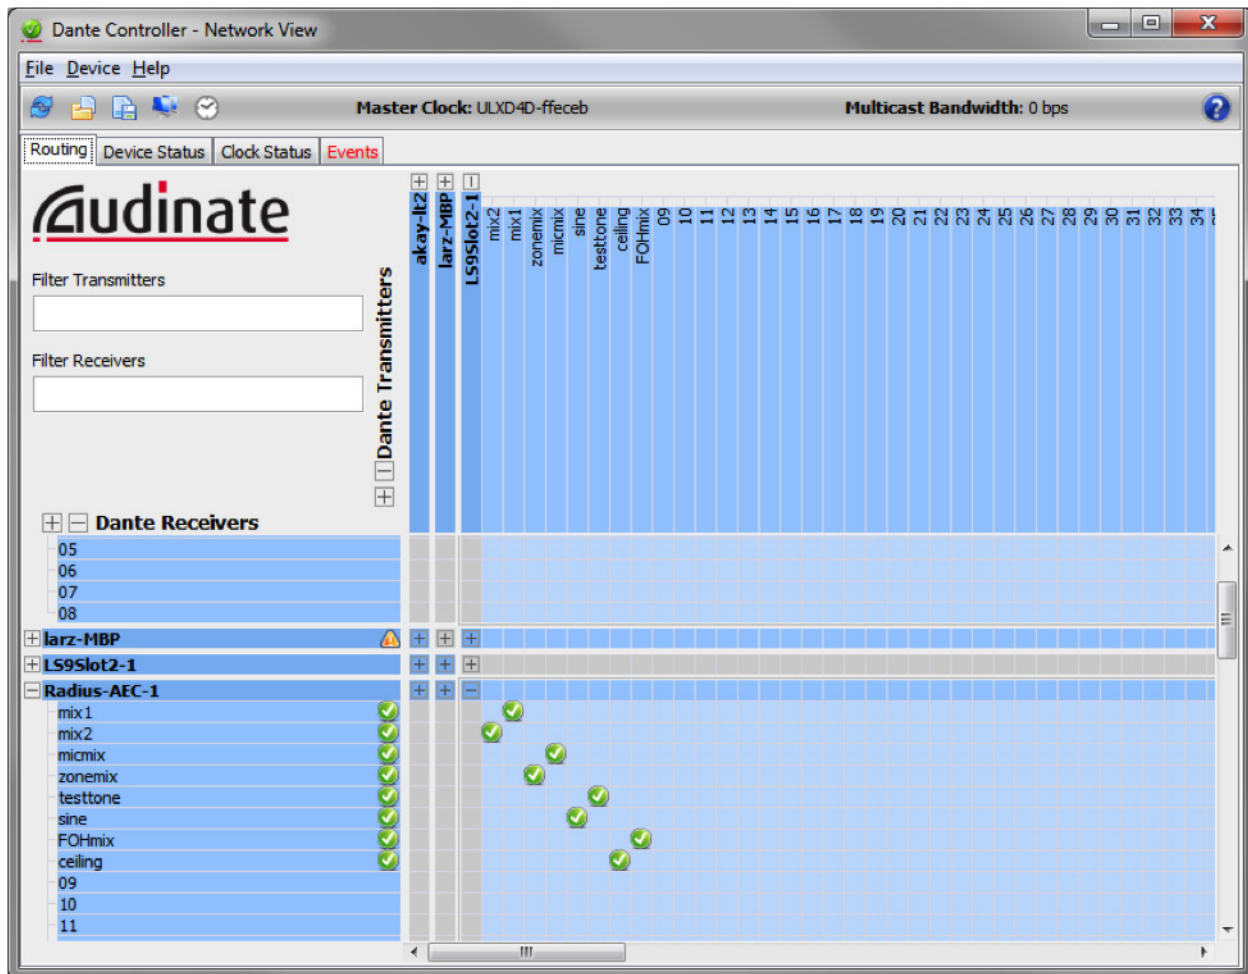 Dante Controller - Network View
File Device Help
Master Clock: ULXD4D-ffeceb
Multicast Bandwidth: 0 bps
Routing
Device Status
Clock Status
Events
Audinate
Filter Transmitters
Filter Receivers
Dante Transmitters
akay-lt2
larz-MBP
LS9Slot2-1
mix2
mix1
zonemix
micmix
sine
testtone
ceiling
FOHmix
09
10
11
12
13
14
15
16
17
18
19
20
21
22
23
24
25
26
27
28
29
30
31
32
33
34
Dante Receivers
05
06
07
08
larz-MBP
LS9Slot2-1
Radius-AEC-1
mix1
mix2
micmix
zonemix
testtone
sine
FOHmix
ceiling
09
10
11